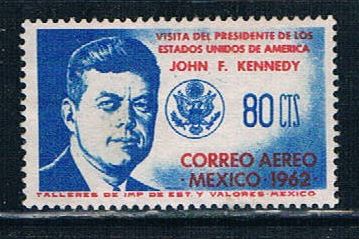 VISITA DEL PRESIDENTE DE LOS
ESTADOS UNIDOS DE AMERICA
JOHN F. KENNEDY
80 CTS
CORREO AEREO
MEXICO · 1962
TALLERES DE IMP. DE EST. Y VALORES-MEXICO